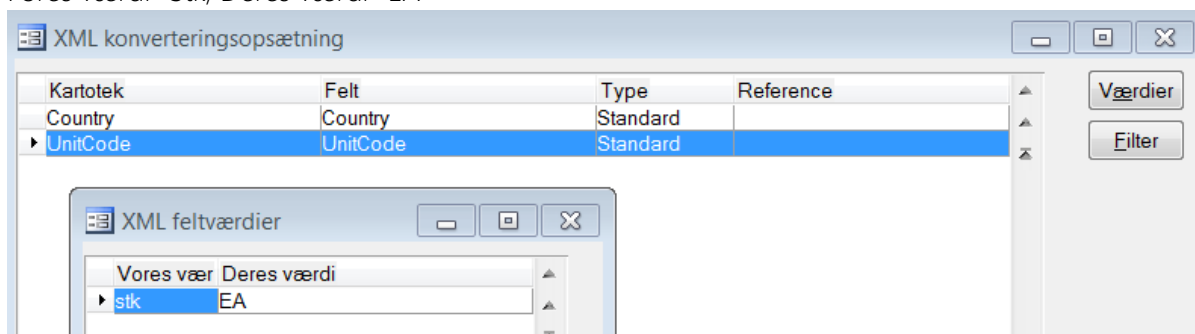 XML konverteringsopsætning
Kartotek Felt Type Reference Værdier
Country Country Standard
UnitCode UnitCode Standard Filter
XML feltværdier
Vores vær Deres værdi
stk EA